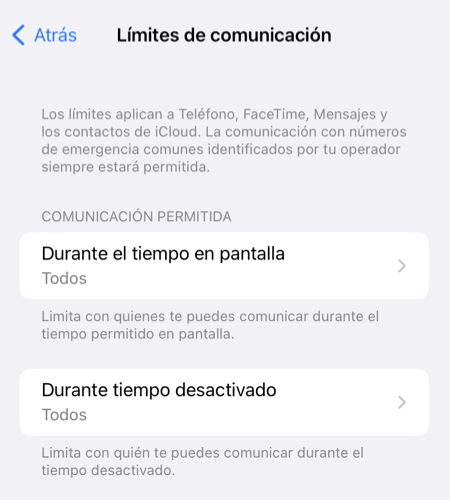 Atrás
Límites de comunicación
Los límites aplican a Teléfono, FaceTime, Mensajes y
los contactos de iCloud. La comunicación con números
de emergencia comunes identificados por tu operador
siempre estará permitida.
COMUNICACIÓN PERMITIDA
Durante el tiempo en pantalla
Todos
Limita con quienes te puedes comunicar durante el
tiempo permitido en pantalla.
Durante tiempo desactivado
Todos
Limita con quién te puedes comunicar durante el
tiempo desactivado.